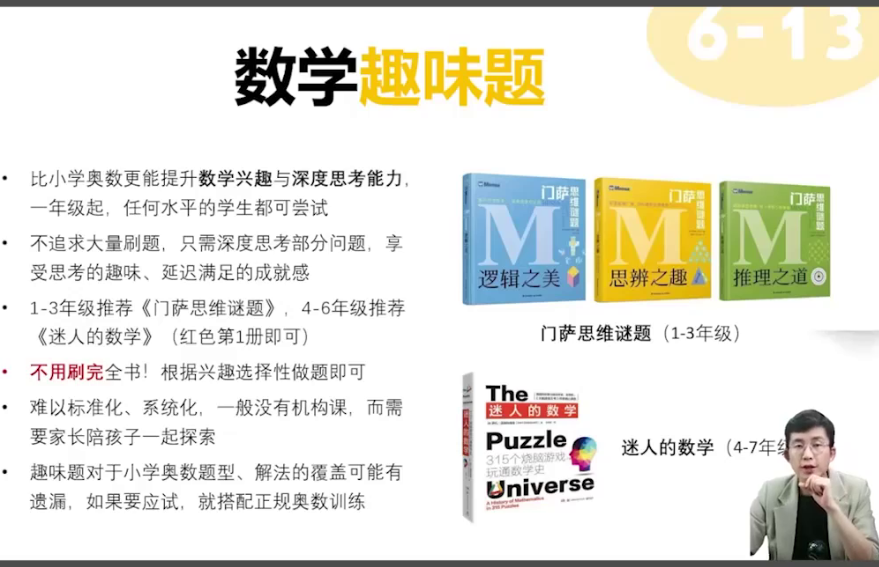 6-13
数学趣味题
• 比小学奥数更能提升数学兴趣与深度思考能力，
一年级起，任何水平的学生都可尝试
• 不追求大量刷题，只需深度思考部分问题，享
受思考的趣味、延迟满足的成就感
• 1-3年级推荐《门萨思维谜题》，4-6年级推荐
《迷人的数学》（红色第1册即可）
• 不用刷完全书！根据兴趣选择性做题即可
• 难以标准化、系统化，一般没有机构课，而需
要家长陪孩子一起探索
• 趣味题对于小学奥数题型、解法的覆盖可能有
遗漏，如果要应试，就搭配正规奥数训练
Mensa
门萨思维谜题
M
逻辑之美
Mensa
门萨思维谜题
M
思辨之趣
Mensa
门萨思维谜题
M
推理之道
门萨思维谜题（1-3年级）
迷人的数学
The
迷人的数学
Puzzle
315个烧脑游戏
玩通数学史
Universe
A History of Mathematics
in 315 Puzzles
迷人的数学（4-7年级